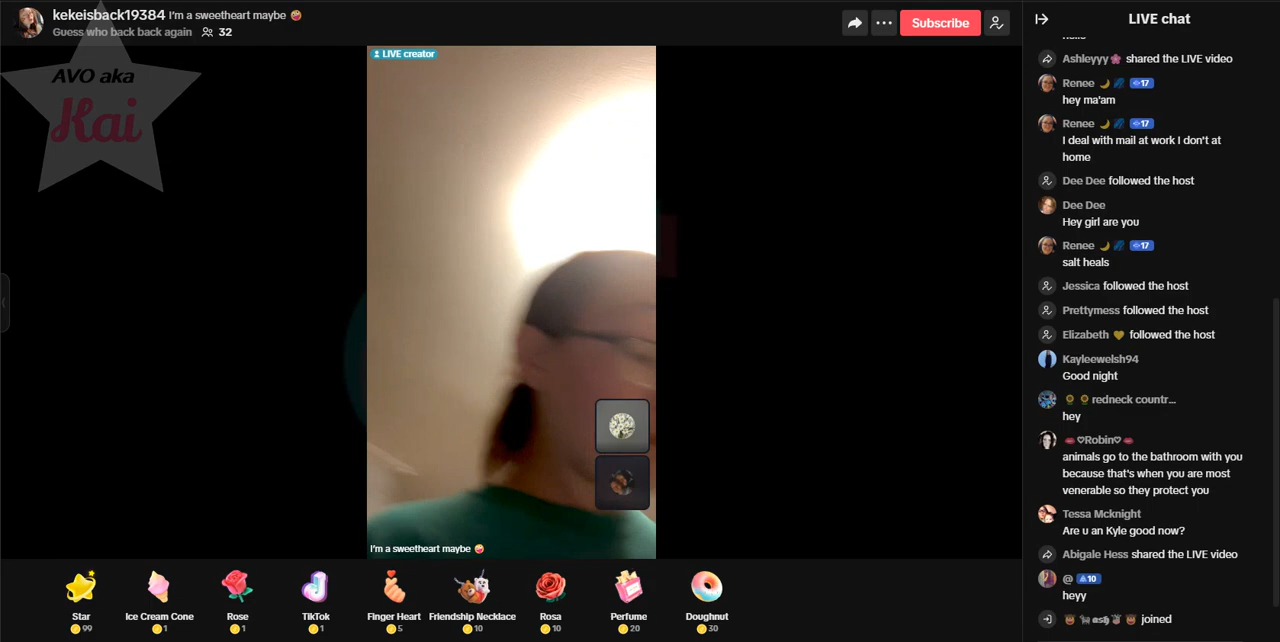 kekeisback19384 I'm a sweetheart maybe 🤪
Guess who back back again 32
Subscribe
AVO aka
Kai
LIVE creator
I'm a sweetheart maybe 🤪
Star
99
Ice Cream Cone
1
Rose
1
TikTok
1
Finger Heart
5
Friendship Necklace
10
Rosa
10
Perfume
20
Doughnut
30
LIVE chat
Ashleyyy🌸 shared the LIVE video
Renee 🌙 17
hey ma'am
Renee 🌙 17
I deal with mail at work I don't at
home
Dee Dee followed the host
Dee Dee
Hey girl are you
Renee 🌙 17
salt heals
Jessica followed the host
Prettymess followed the host
Elizabeth 💛 followed the host
Kayleewelsh94
Good night
🌻 🌻 redneck countr...
hey
👄♡Robin♡👄
animals go to the bathroom with you
because that's when you are most
venerable so they protect you
Tessa Mcknight
Are u an Kyle good now?
Abigale Hess shared the LIVE video
@ 10
heyy
joined